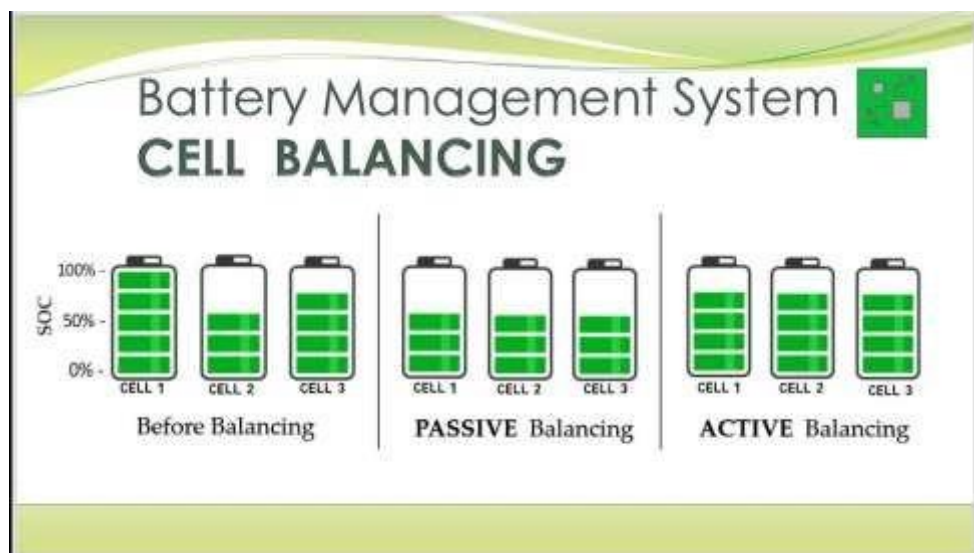 Battery Management System
CELL BALANCING
100% -
50% -
0% -
SOC
CELL 1 CELL 2 CELL 3
Before Balancing
CELL 1 CELL 2 CELL 3
PASSIVE Balancing
CELL 1 CELL 2 CELL 3
ACTIVE Balancing